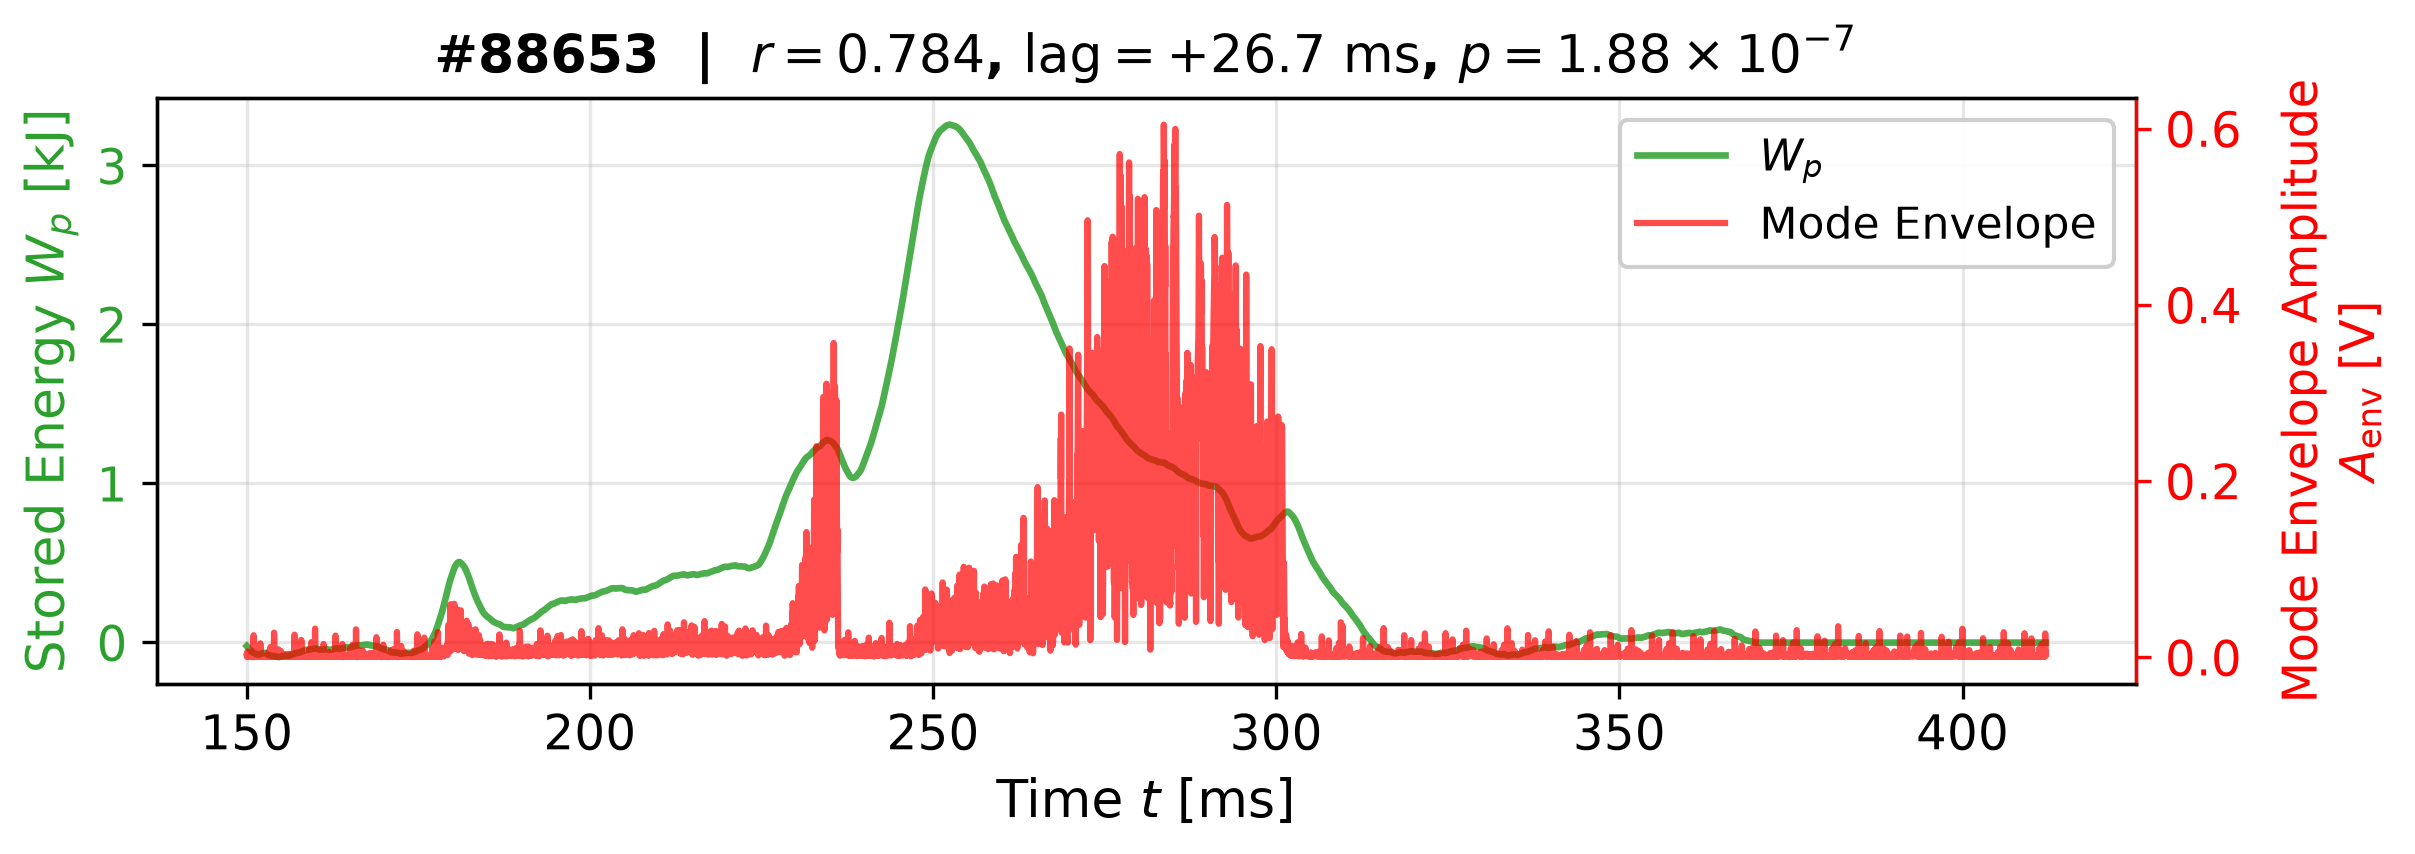 #88653 | r = 0.784, lag = +26.7 ms, p = 1.88 × 10⁻⁷
Stored Energy Wₚ [kJ]
3
2
1
0
Wₚ
Mode Envelope
0.6
0.4
0.2
0.0
Mode Envelope Amplitude
A_env [V]
150 200 250 300 350 400
Time t [ms]